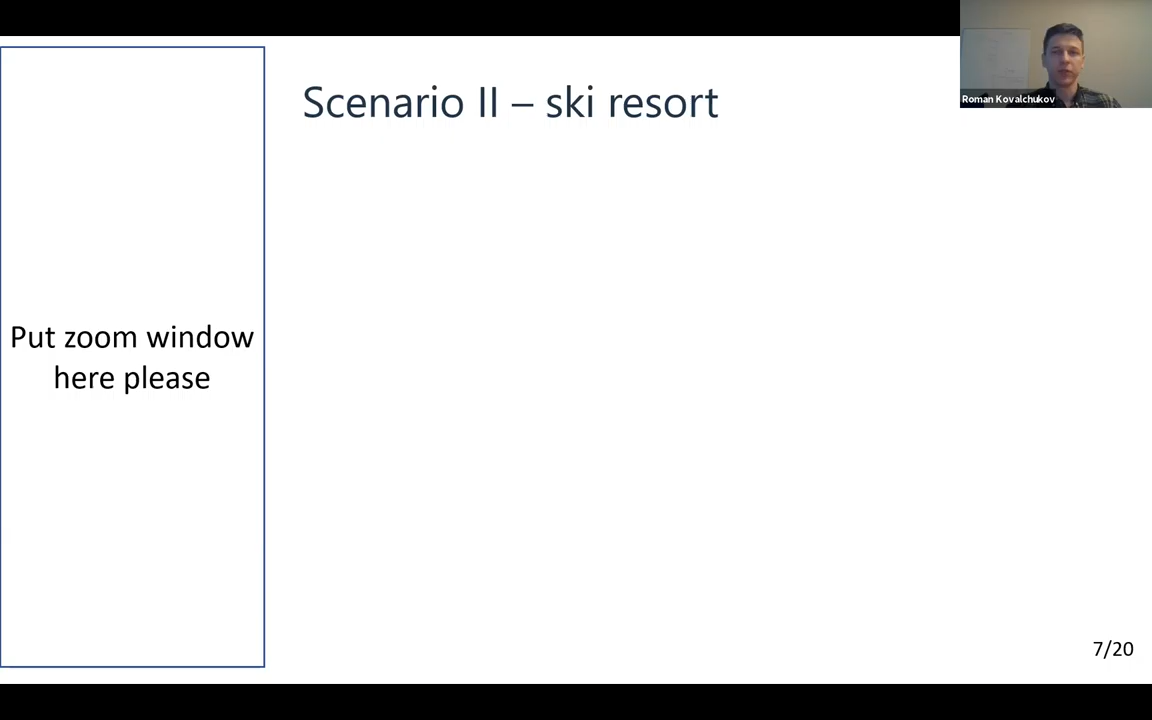 Scenario II – ski resort
Roman Kovalchukov
Put zoom window
here please
7/20